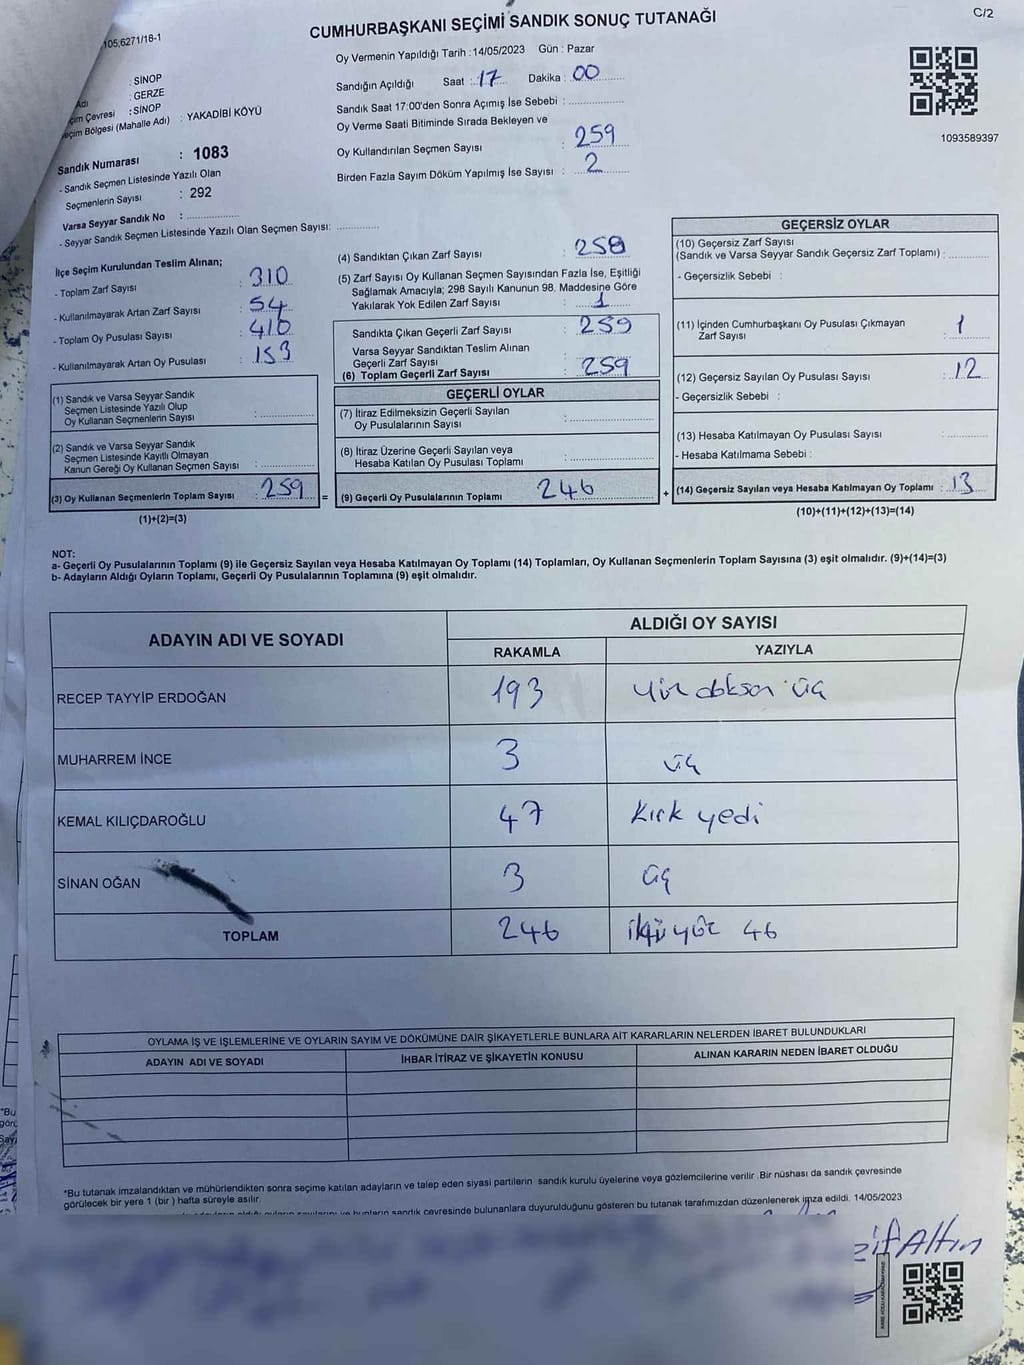 C/2
105;6271/18-1
CUMHURBAŞKANI SEÇİMİ SANDIK SONUÇ TUTANAĞI
Oy Vermenin Yapıldığı Tarih : 14/05/2023 Gün : Pazar
: SİNOP
Adı : GERZE
çim Çevresi : SİNOP
eçim Bölgesi (Mahalle Adı) : YAKADİBİ KÖYÜ
Sandık Numarası : 1083
- Sandık Seçmen Listesinde Yazılı Olan
Seçmenlerin Sayısı : 292
Varsa Seyyar Sandık No :
- Seyyar Sandık Seçmen Listesinde Yazılı Olan Seçmen Sayısı:
Sandığın Açıldığı Saat : 17 Dakika : 00
Sandık Saat 17:00'den Sonra Açımış İse Sebebi :
Oy Verme Saati Bitiminde Sırada Bekleyen ve
Oy Kullandırılan Seçmen Sayısı : 259
Birden Fazla Sayım Döküm Yapılmış İse Sayısı : 2
1093589397
İlçe Seçim Kurulundan Teslim Alınan;
- Toplam Zarf Sayısı : 310
- Kullanılmayarak Artan Zarf Sayısı : 54
- Toplam Oy Pusulası Sayısı : 410
- Kullanılmayarak Artan Oy Pusulası : 153
(1) Sandık ve Varsa Seyyar Sandık
Seçmen Listesinde Yazılı Olup
Oy Kullanan Seçmenlerin Sayısı :
(2) Sandık ve Varsa Seyyar Sandık
Seçmen Listesinde Kayıtlı Olmayan
Kanun Gereği Oy Kullanan Seçmen Sayısı :
(3) Oy Kullanan Seçmenlerin Toplam Sayısı : 259
(1)+(2)=(3)
=
(4) Sandıktan Çıkan Zarf Sayısı : 258
(5) Zarf Sayısı Oy Kullanan Seçmen Sayısından Fazla İse, Eşitliği
Sağlamak Amacıyla; 298 Sayılı Kanunun 98. Maddesine Göre
Yakılarak Yok Edilen Zarf Sayısı : 1
Sandıkta Çıkan Geçerli Zarf Sayısı : 259
Varsa Seyyar Sandıktan Teslim Alınan
Geçerli Zarf Sayısı :
(6) Toplam Geçerli Zarf Sayısı 259
GEÇERLİ OYLAR
(7) İtiraz Edilmeksizin Geçerli Sayılan
Oy Pusulalarının Sayısı :
(8) İtiraz Üzerine Geçerli Sayılan veya
Hesaba Katılan Oy Pusulası Toplamı :
(9) Geçerli Oy Pusulalarının Toplamı : 246
+
GEÇERSİZ OYLAR
(10) Geçersiz Zarf Sayısı
(Sandık ve Varsa Seyyar Sandık Geçersiz Zarf Toplamı) :
- Geçersizlik Sebebi :
(11) İçinden Cumhurbaşkanı Oy Pusulası Çıkmayan
Zarf Sayısı : 1
(12) Geçersiz Sayılan Oy Pusulası Sayısı : 12
- Geçersizlik Sebebi :
(13) Hesaba Katılmayan Oy Pusulası Sayısı :
- Hesaba Katılmama Sebebi :
(14) Geçersiz Sayılan veya Hesaba Katılmayan Oy Toplamı : 13
(10)+(11)+(12)+(13)=(14)
NOT:
a- Geçerli Oy Pusulalarının Toplamı (9) ile Geçersiz Sayılan veya Hesaba Katılmayan Oy Toplamı (14) Toplamları, Oy Kullanan Seçmenlerin Toplam Sayısına (3) eşit olmalıdır. (9)+(14)=(3)
b- Adayların Aldığı Oyların Toplamı, Geçerli Oy Pusulalarının Toplamına (9) eşit olmalıdır.
ADAYIN ADI VE SOYADI ALDIĞI OY SAYISI
RAKAMLA YAZIYLA
RECEP TAYYİP ERDOĞAN 193 yüz doksan üç
MUHARREM İNCE 3 üç
KEMAL KILIÇDAROĞLU 47 Kırk yedi
SİNAN OĞAN 3 üç
TOPLAM 246 ikiyüz 46
OYLAMA İŞ VE İŞLEMLERİNE VE OYLARIN SAYIM VE DÖKÜMÜNE DAİR ŞİKAYETLERLE BUNLARA AİT KARARLARIN NELERDEN İBARET BULUNDUKLARI
ADAYIN ADI VE SOYADI İHBAR İTİRAZ VE ŞİKAYETİN KONUSU ALINAN KARARIN NEDEN İBARET OLDUĞU
*Bu tutanak imzalandıktan ve mühürlendikten sonra seçime katılan adayların ve talep eden siyasi partilerin sandık kurulu üyelerine veya gözlemcilerine verilir .Bir nüshası da sandık çevresinde
görülecek bir yere 1 (bir ) hafta süreyle asılır.
bulunanlara duyurulduğunu gösteren bu tutanak tarafımızdan düzenlenerek imza edildi. 14/05/2023
Altın